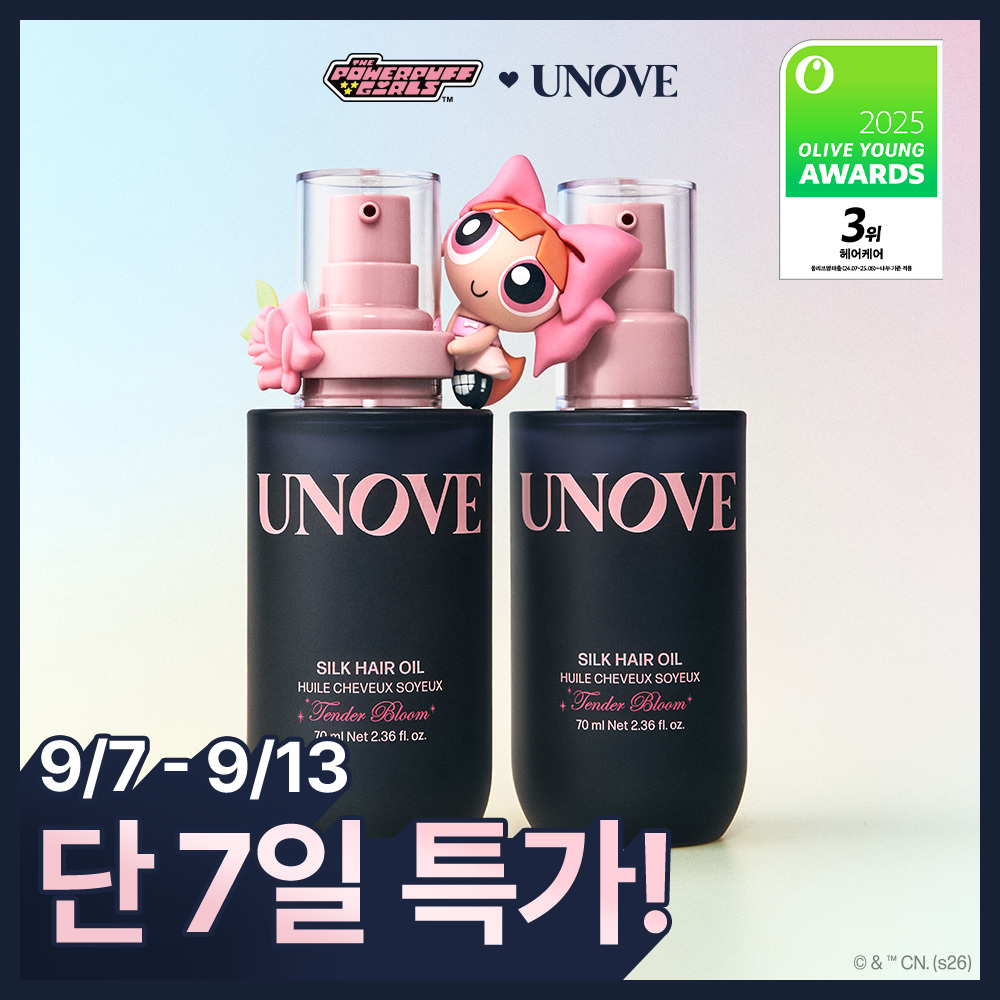 THE
POWERPUFF
GIRLS
TM
UNOVE
2025
OLIVE YOUNG
AWARDS
3위
헤어케어
UNOVE
SILK HAIR OIL
HUILE CHEVEUX SOYEUX
Tender Bloom
70 ml Net 2.36 fl. oz.
UNOVE
SILK HAIR OIL
HUILE CHEVEUX SOYEUX
Tender Bloom
70 ml Net 2.36 fl. oz.
9/7 - 9/13
단 7일 특가!
© & ™ CN. (s26)